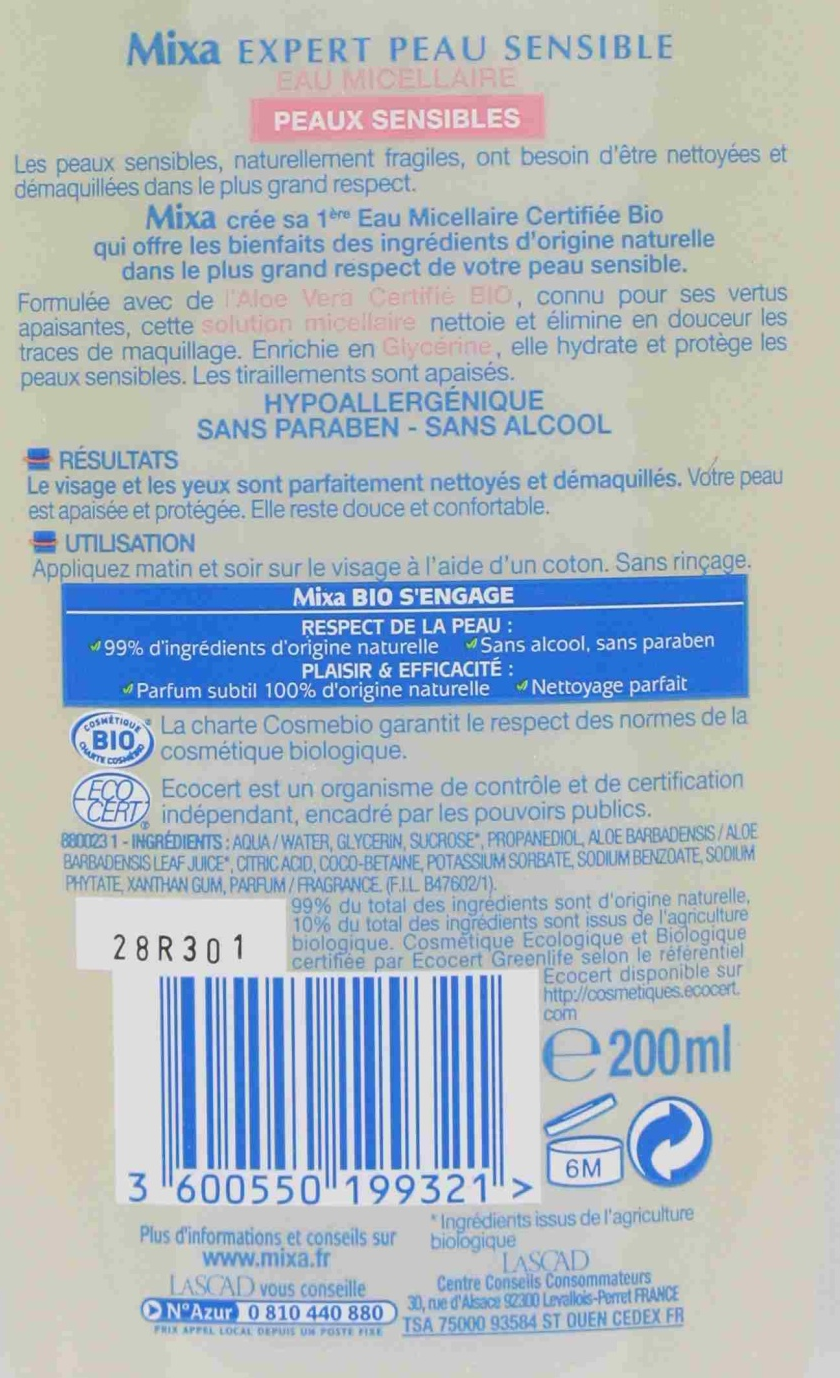 Mixa EXPERT PEAU SENSIBLE
EAU MICELLAIRE
PEAUX SENSIBLES
Les peaux sensibles, naturellement fragiles, ont besoin d'être nettoyées et
démaquillées dans le plus grand respect.
Mixa crée sa 1ère Eau Micellaire Certifiée Bio
qui offre les bienfaits des ingrédients d'origine naturelle
dans le plus grand respect de votre peau sensible.
Formulée avec de l'Aloe Vera Certifié BIO, connu pour ses vertus
apaisantes, cette solution micellaire nettoie et élimine en douceur les
traces de maquillage. Enrichie en Glycérine, elle hydrate et protège les
peaux sensibles. Les tiraillements sont apaisés.
HYPOALLERGÉNIQUE
SANS PARABEN - SANS ALCOOL
RÉSULTATS
Le visage et les yeux sont parfaitement nettoyés et démaquillés. Votre peau
est apaisée et protégée. Elle reste douce et confortable.
UTILISATION
Appliquez matin et soir sur le visage à l'aide d'un coton. Sans rinçage.
Mixa BIO S'ENGAGE
RESPECT DE LA PEAU :
99% d'ingrédients d'origine naturelle Sans alcool, sans paraben
PLAISIR & EFFICACITÉ :
Parfum subtil 100% d'origine naturelle Nettoyage parfait
COSMÉTIQUE
BIO
CHARTE COSMEBIO
La charte Cosmebio garantit le respect des normes de la
cosmétique biologique.
ECO
CERT
Ecocert est un organisme de contrôle et de certification
indépendant, encadré par les pouvoirs publics.
880023 1 - INGRÉDIENTS : AQUA / WATER, GLYCERIN, SUCROSE*, PROPANEDIOL, ALOE BARBADENSIS / ALOE
BARBADENSIS LEAF JUICE*, CITRIC ACID, COCO-BETAINE, POTASSIUM SORBATE, SODIUM BENZOATE, SODIUM
PHYTATE, XANTHAN GUM, PARFUM / FRAGRANCE. (F.I.L. B47602/1).
99% du total des ingrédients sont d'origine naturelle,
10% du total des ingrédients sont issus de l'agriculture
biologique. Cosmétique Ecologique et Biologique
certifiée par Ecocert Greenlife selon le référentiel
Ecocert disponible sur
http://cosmetiques.ecocert.
com
28R301
e 200 ml
6M
3 600550 199321 >
* Ingrédients issus de l'agriculture
biologique
Plus d'informations et conseils sur
www.mixa.fr
LASCAD vous conseille
N°Azur 0 810 440 880
PRIX APPEL LOCAL DEPUIS UN POSTE FIXE
LASCAD
Centre Conseils Consommateurs
30, rue d'Alsace 92300 Levallois-Perret FRANCE
TSA 75000 93584 ST OUEN CEDEX FR